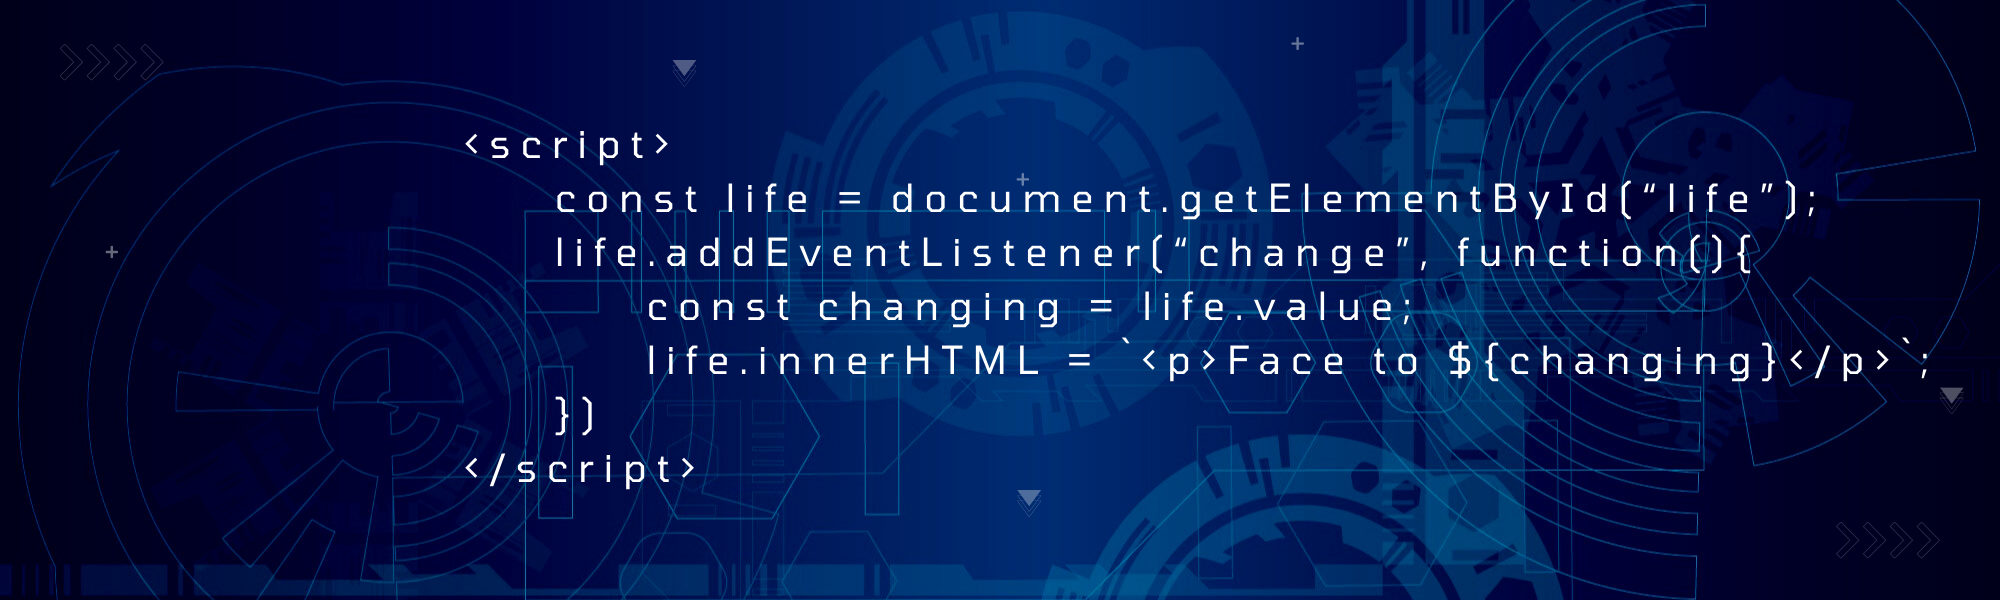 <script>
const life = document.getElementById(“life”);
life.addEventListener(“change”, function(){
const changing = life.value;
life.innerHTML = `<p>Face to ${changing}</p>`;
})
</script>